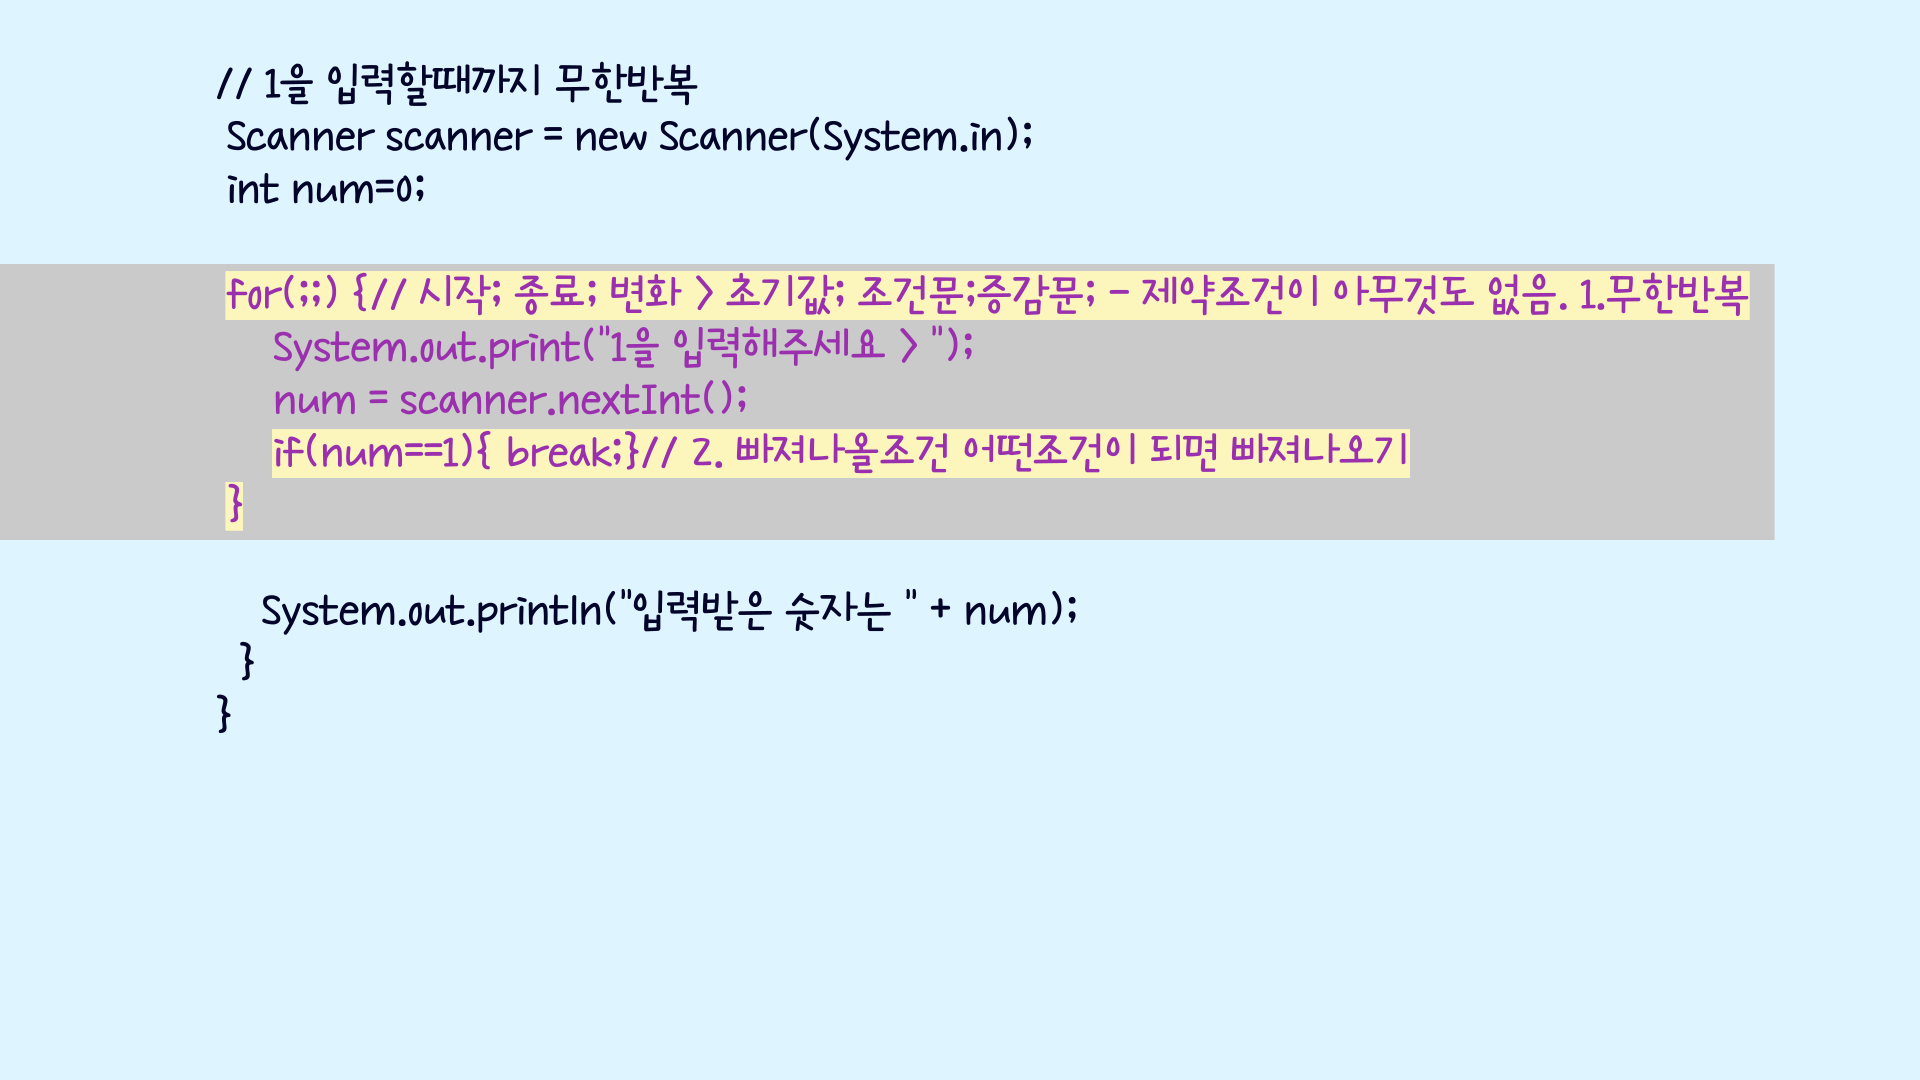 // 1을 입력할때까지 무한반복
Scanner scanner = new Scanner(System.in);
int num=0;
for(;;) {// 시작; 종료; 변화 > 초기값; 조건문;증감문; - 제약조건이 아무것도 없음. 1.무한반복
System.out.print("1을 입력해주세요 > ");
num = scanner.nextInt();
if(num==1){ break;}// 2. 빠져나올조건 어떤조건이 되면 빠져나오기
}
System.out.println("입력받은 숫자는 " + num);
}
}